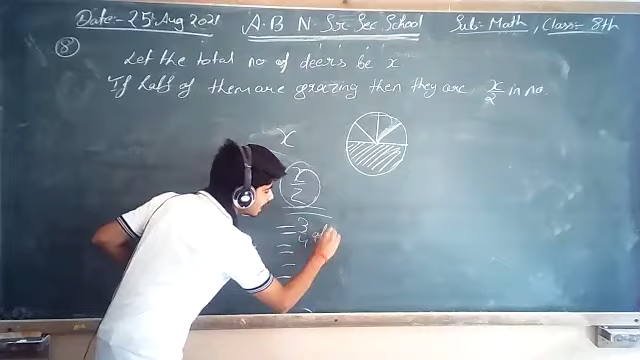 Date:- 25 Aug 2021 A. B. N. Sr. Sec. School Sub:- Math, Class:- 8th
8
Let the total no of deers be x
If half of them are grazing then they are x/2 in no.
x
x/2
= 3/4 of
=